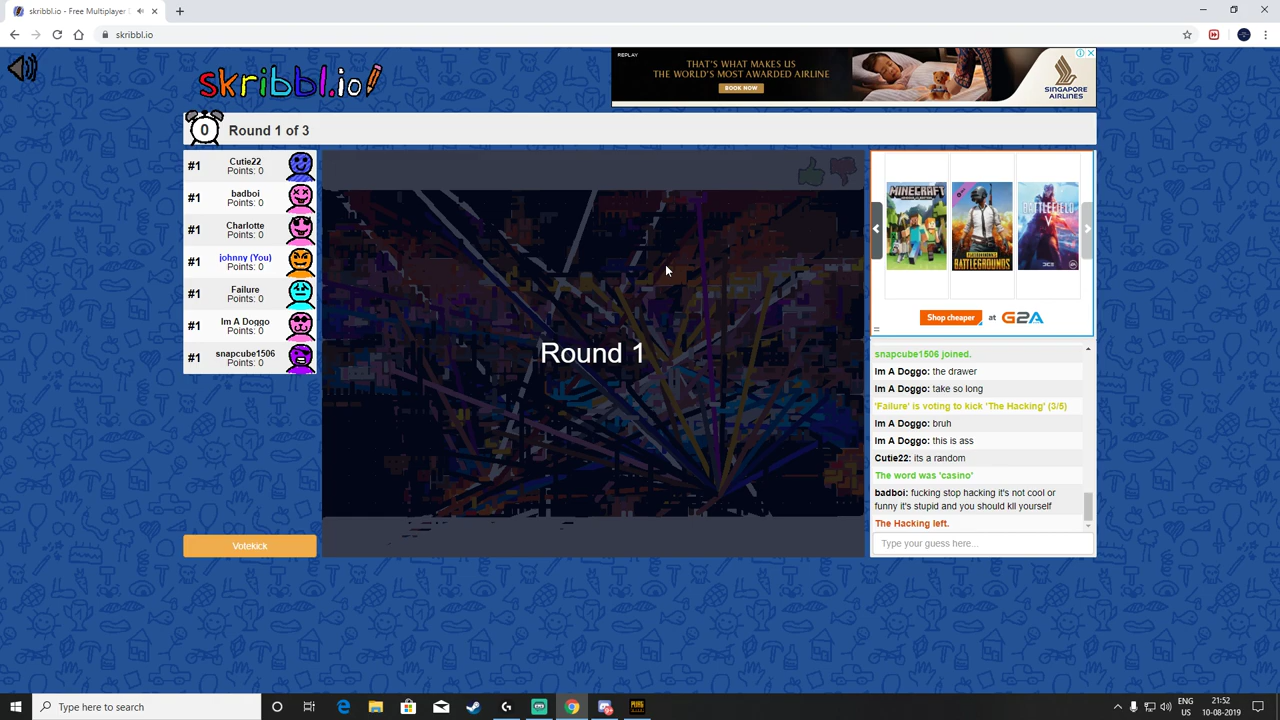 skribbl.io - Free Multiplayer
skribbl.io
skribbl.io
REPLAY
THAT'S WHAT MAKES US
THE WORLD'S MOST AWARDED AIRLINE
BOOK NOW
SINGAPORE
AIRLINES
0
Round 1 of 3
#1
Cutie22
Points: 0
#1
badboi
Points: 0
#1
Charlotte
Points: 0
#1
johnny (You)
Points: 0
#1
Failure
Points: 0
#1
Im A Doggo
Points: 0
#1
snapcube1506
Points: 0
Votekick
Round 1
MINECRAFT
BATTLEGROUNDS
BATTLEFIELD
V
Shop cheaper at G2A
snapcube1506 joined.
Im A Doggo: the drawer
Im A Doggo: take so long
'Failure' is voting to kick 'The Hacking' (3/5)
Im A Doggo: bruh
Im A Doggo: this is ass
Cutie22: its a random
The word was 'casino'
badboi: fucking stop hacking it's not cool or
funny it's stupid and you should kll yourself
The Hacking left.
Type your guess here...
Type here to search
ENG
US
21:52
10-08-2019